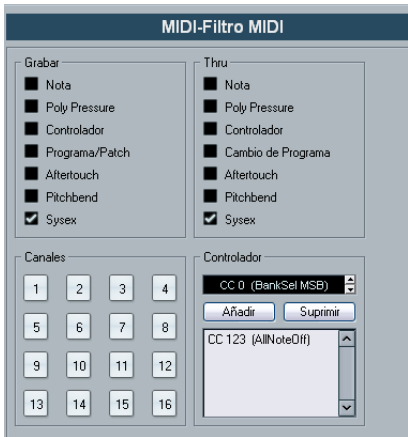 MIDI-Filtro MIDI
Grabar
Nota
Poly Pressure
Controlador
Programa/Patch
Aftertouch
Pitchbend
Sysex
Thru
Nota
Poly Pressure
Controlador
Cambio de Programa
Aftertouch
Pitchbend
Sysex
Canales
1 2 3 4
5 6 7 8
9 10 11 12
13 14 15 16
Controlador
CC 0 (BankSel MSB)
Añadir Suprimir
CC 123 (AllNoteOff)